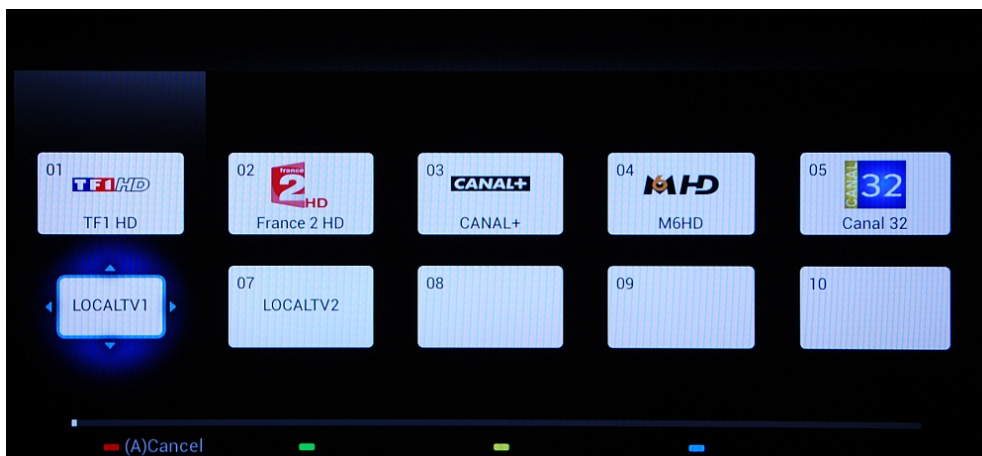 01
TF1 HD
TF1 HD
02
france
2
HD
France 2 HD
03
CANAL+
CANAL+
04
M6 HD
M6HD
05
CANAL
32
Canal 32
LOCALTV1
07
LOCALTV2
08
09
10
(A)Cancel